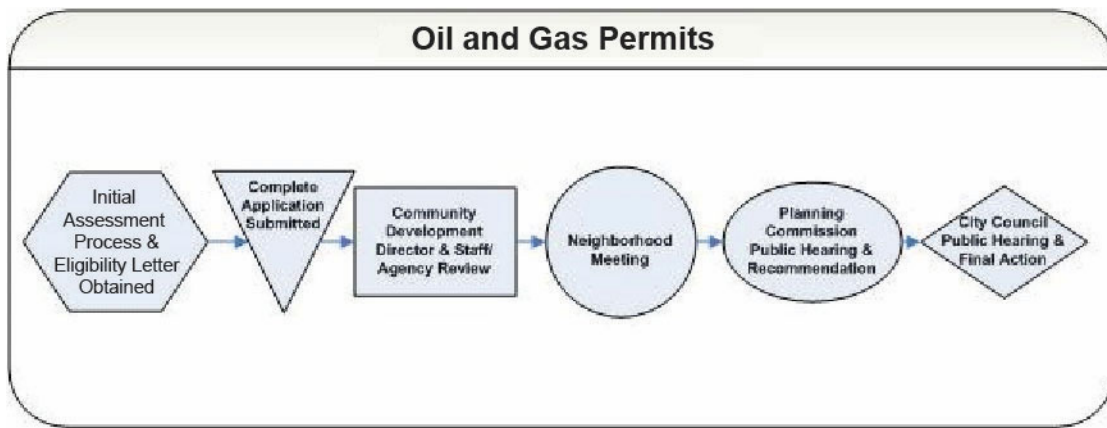 Oil and Gas Permits
Initial
Assessment
Process &
Eligibility Letter
Obtained
Complete
Application
Submitted
Community
Development
Director & Staff/
Agency Review
Neighborhood
Meeting
Planning
Commission
Public Hearing &
Recommendation
City Council
Public Hearing &
Final Action